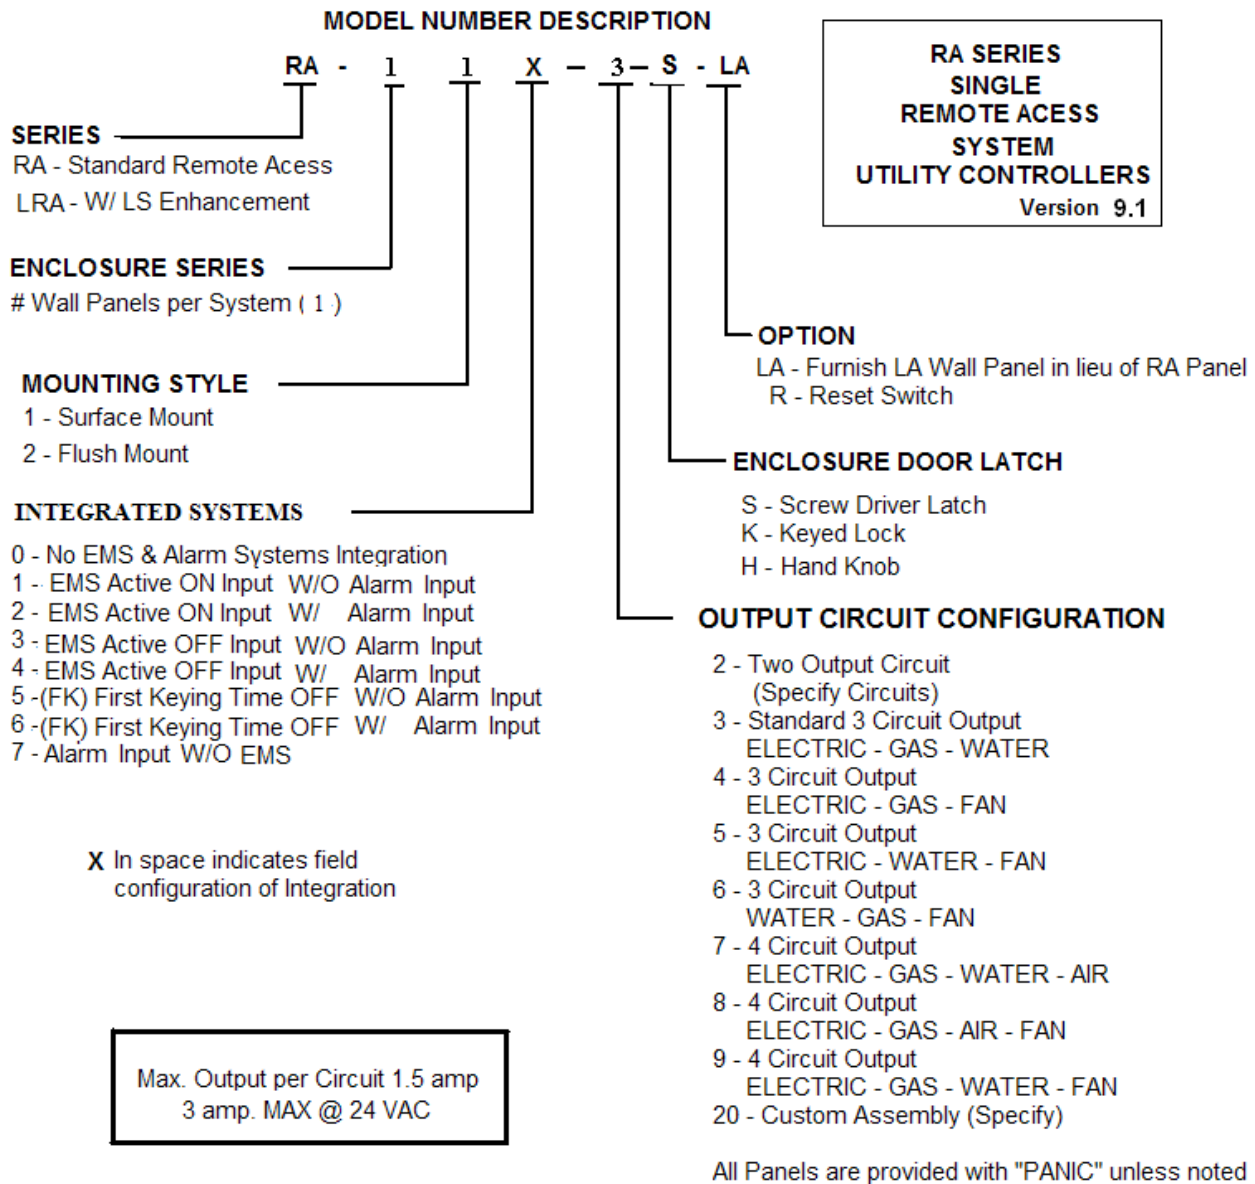 MODEL NUMBER DESCRIPTION
RA - 1 1 X - 3 - S - LA
RA SERIES
SINGLE
REMOTE ACESS
SYSTEM
UTILITY CONTROLLERS
Version 9.1
SERIES
RA - Standard Remote Acess
LRA - W/ LS Enhancement
ENCLOSURE SERIES
# Wall Panels per System ( 1 )
MOUNTING STYLE
1 - Surface Mount
2 - Flush Mount
INTEGRATED SYSTEMS
0 - No EMS & Alarm Systems Integration
1 - EMS Active ON Input W/O Alarm Input
2 - EMS Active ON Input W/ Alarm Input
3 - EMS Active OFF Input W/O Alarm Input
4 - EMS Active OFF Input W/ Alarm Input
5 -(FK) First Keying Time OFF W/O Alarm Input
6 -(FK) First Keying Time OFF W/ Alarm Input
7 - Alarm Input W/O EMS
X In space indicates field
configuration of Integration
Max. Output per Circuit 1.5 amp
3 amp. MAX @ 24 VAC
OPTION
LA - Furnish LA Wall Panel in lieu of RA Panel
R - Reset Switch
ENCLOSURE DOOR LATCH
S - Screw Driver Latch
K - Keyed Lock
H - Hand Knob
OUTPUT CIRCUIT CONFIGURATION
2 - Two Output Circuit
(Specify Circuits)
3 - Standard 3 Circuit Output
ELECTRIC - GAS - WATER
4 - 3 Circuit Output
ELECTRIC - GAS - FAN
5 - 3 Circuit Output
ELECTRIC - WATER - FAN
6 - 3 Circuit Output
WATER - GAS - FAN
7 - 4 Circuit Output
ELECTRIC - GAS - WATER - AIR
8 - 4 Circuit Output
ELECTRIC - GAS - AIR - FAN
9 - 4 Circuit Output
ELECTRIC - GAS - WATER - FAN
20 - Custom Assembly (Specify)
All Panels are provided with "PANIC" unless noted